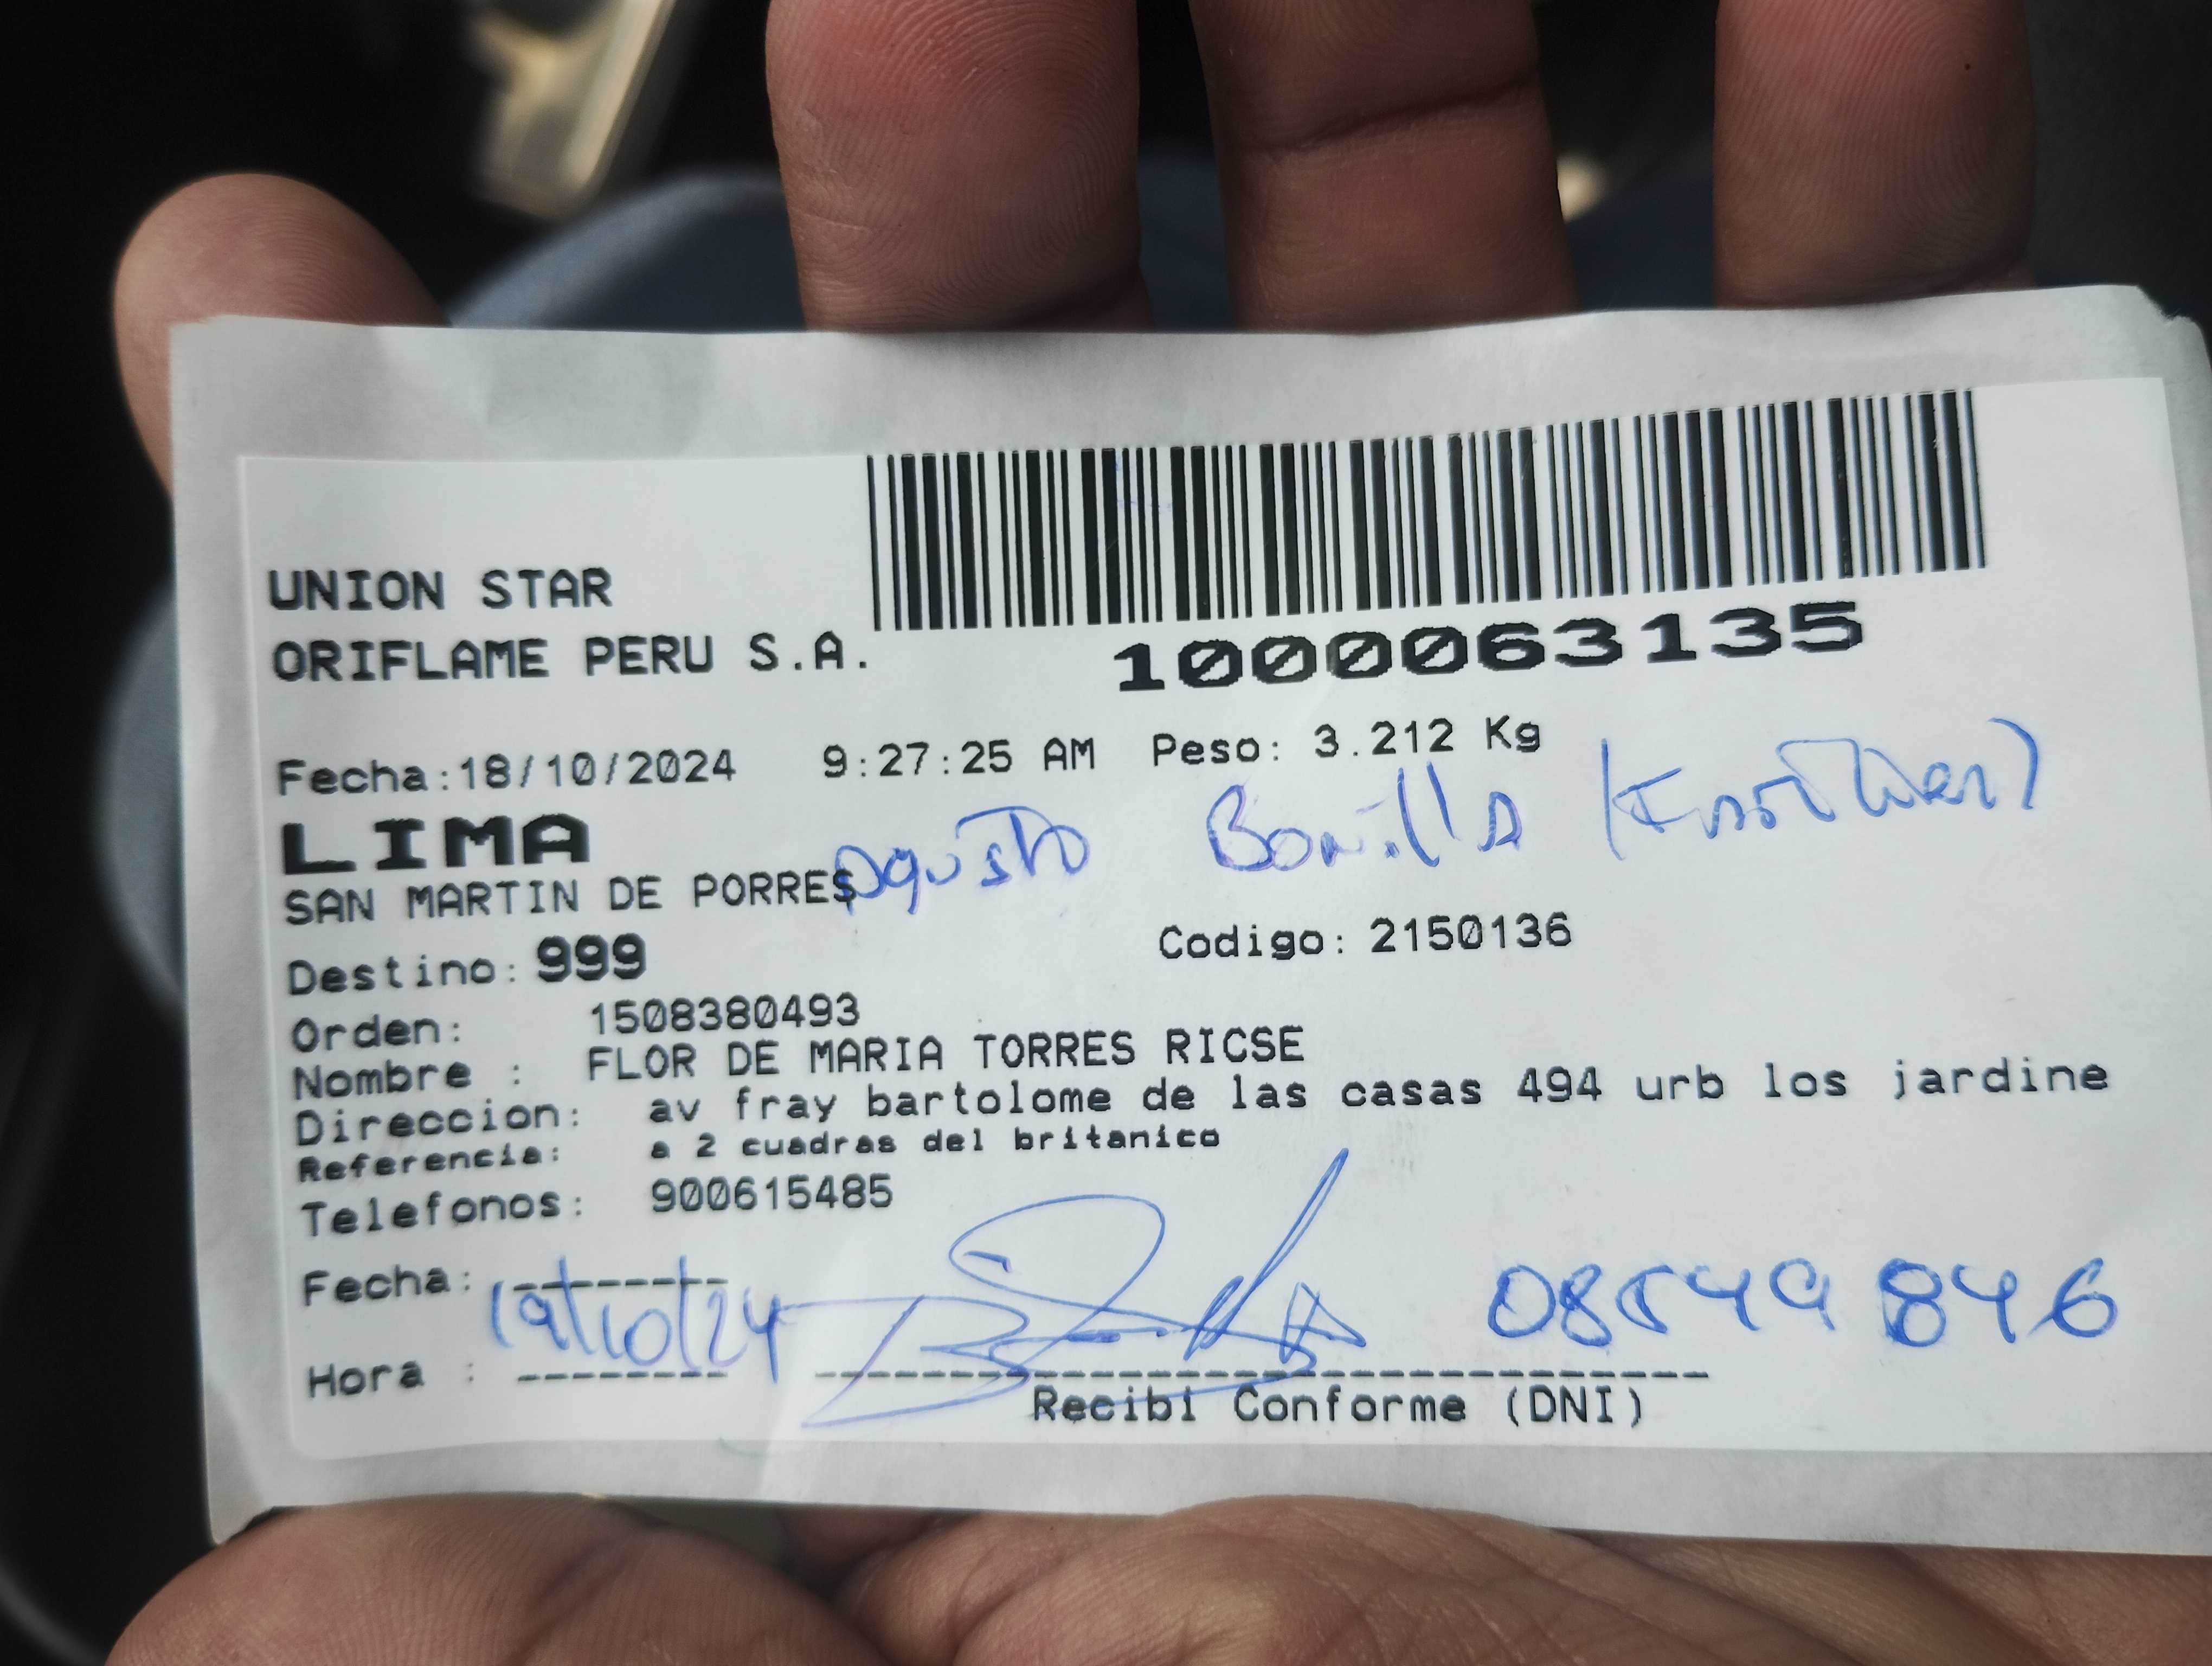 UNION STAR
ORIFLAME PERU S.A.
1000063135
Fecha:18/10/2024 9:27:25 AM Peso: 3.212 Kg
LIMA
SAN MARTIN DE PORRES
Agusto Bonilla
Destino: 999 Codigo: 2150136
Orden: 1508380493
Nombre : FLOR DE MARIA TORRES RICSE
Direccion: av fray bartolome de las casas 494 urb los jardine
Referencia: a 2 cuadras del britanico
Telefonos: 900615485
Fecha: 19/10/24
08549846
Hora :
Recibi Conforme (DNI)